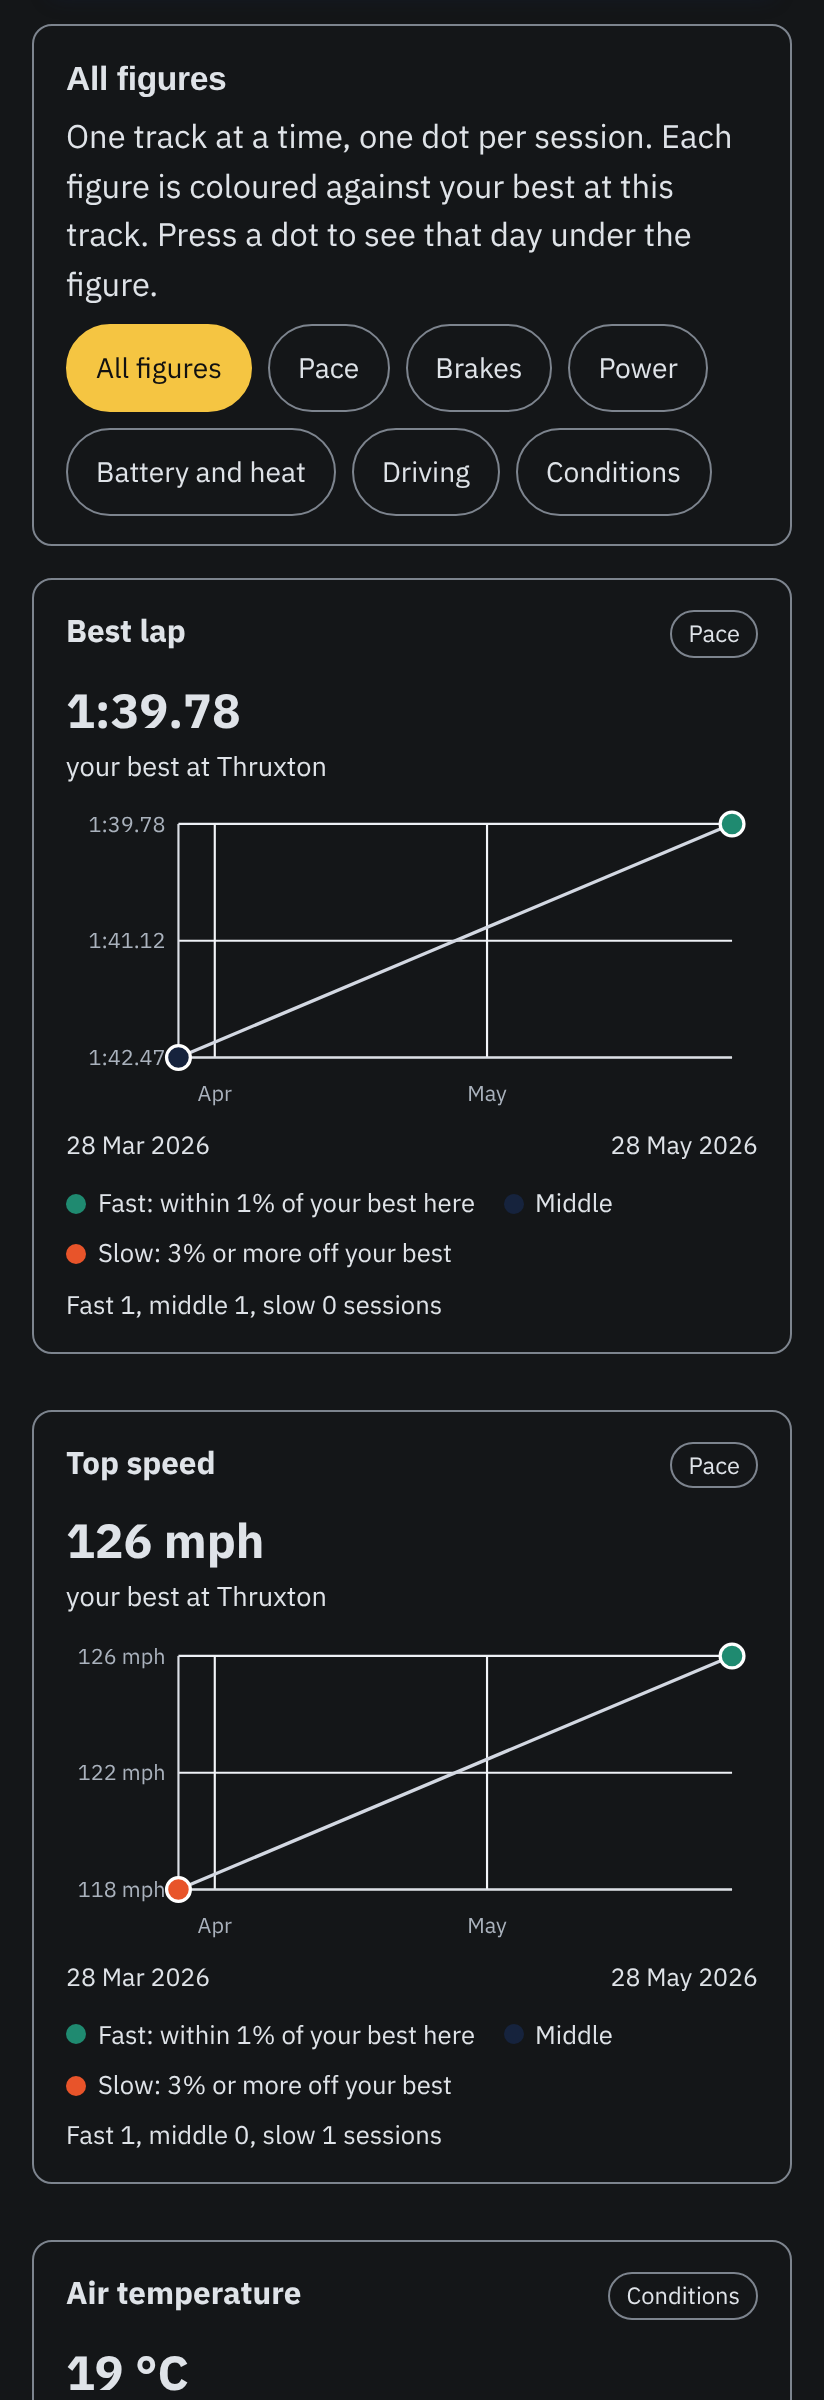 All figures
One track at a time, one dot per session. Each
figure is coloured against your best at this
track. Press a dot to see that day under the
figure.
All figures
Pace
Brakes
Power
Battery and heat
Driving
Conditions
Best lap
Pace
1:39.78
your best at Thruxton
1:39.78
1:41.12
1:42.47
Apr
May
28 Mar 2026
28 May 2026
Fast: within 1% of your best here
Middle
Slow: 3% or more off your best
Fast 1, middle 1, slow 0 sessions
Top speed
Pace
126 mph
your best at Thruxton
126 mph
122 mph
118 mph
Apr
May
28 Mar 2026
28 May 2026
Fast: within 1% of your best here
Middle
Slow: 3% or more off your best
Fast 1, middle 0, slow 1 sessions
Air temperature
Conditions
19 °C